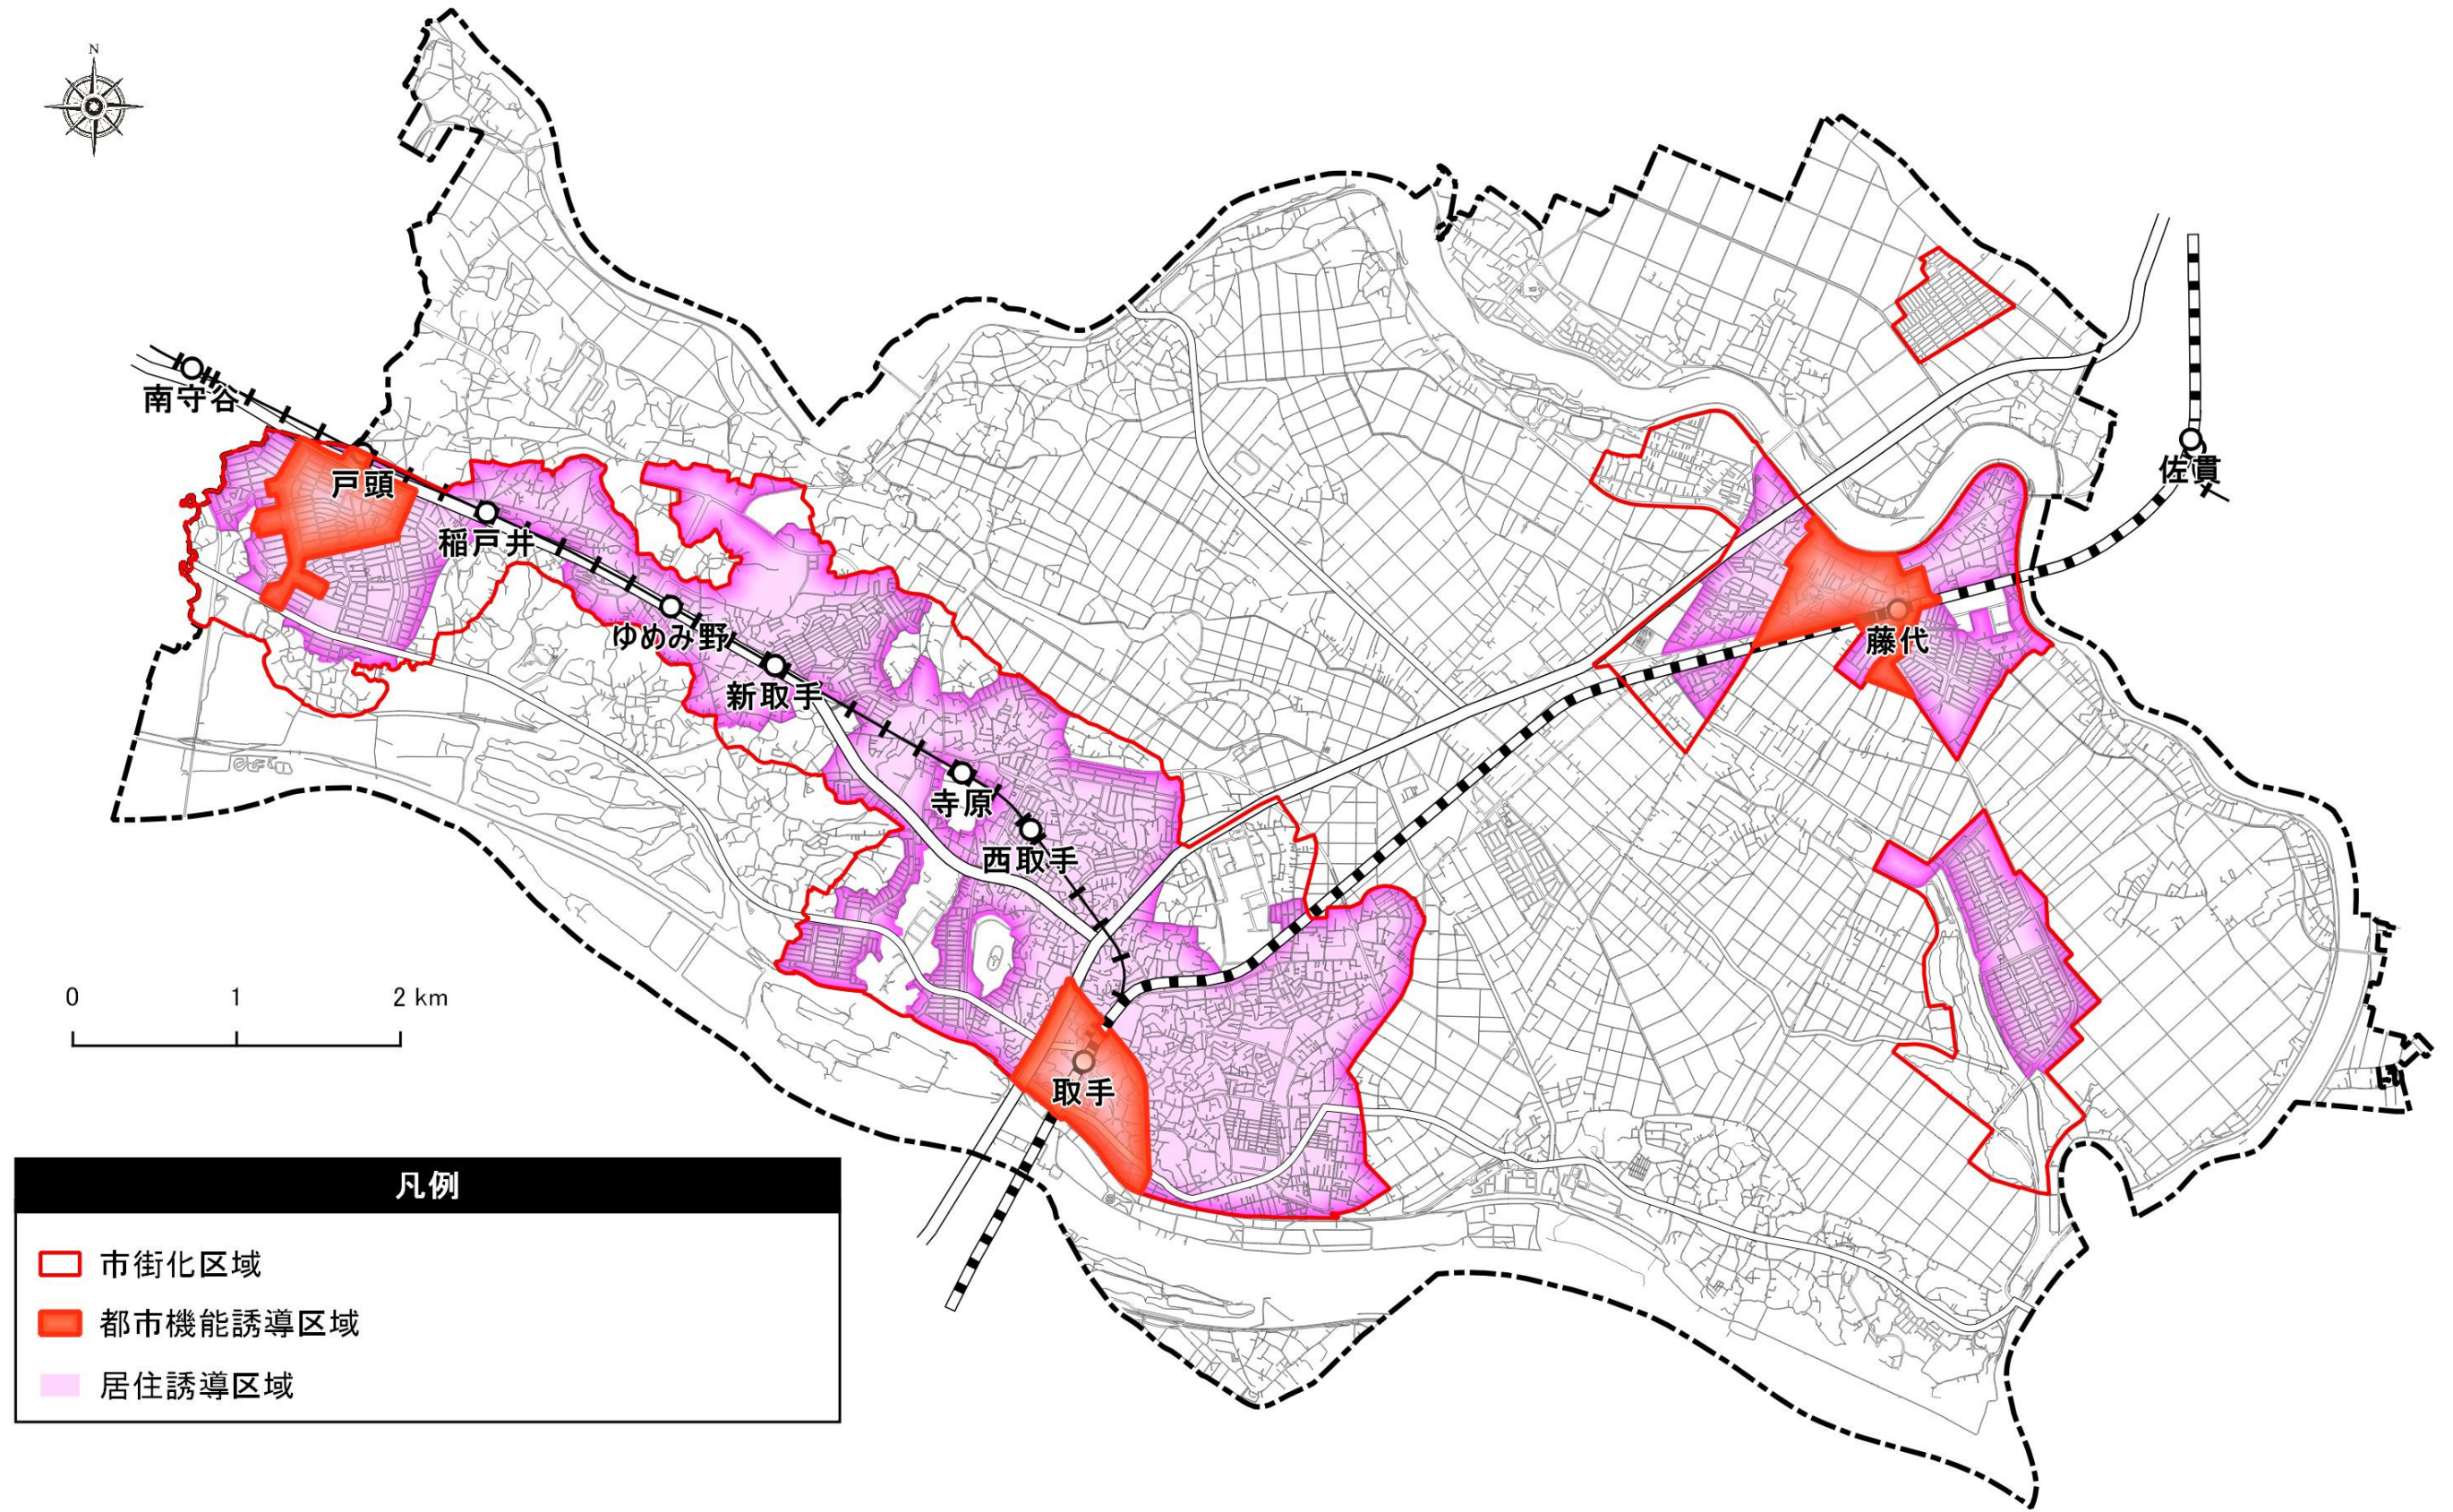 N
南守谷
戸頭
稲戸井
ゆめみ野
新取手
寺原
西取手
取手
藤代
佐貫
0 1 2 km
凡例
市街化区域
都市機能誘導区域
居住誘導区域